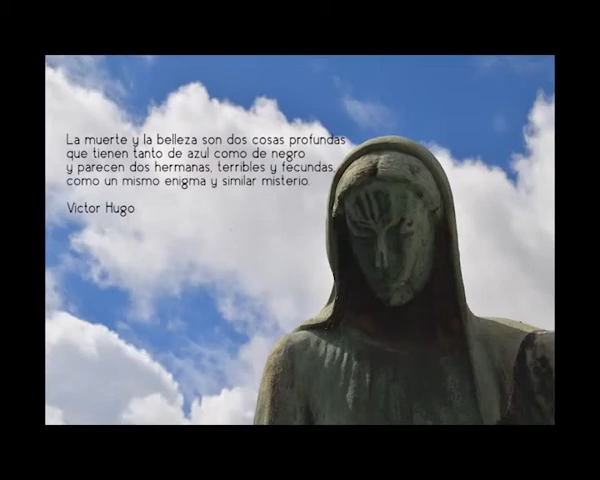 La muerte y la belleza son dos cosas profundas
que tienen tanto de azul como de negro
y parecen dos hermanas, terribles y fecundas,
como un mismo enigma y similar misterio.
Victor Hugo